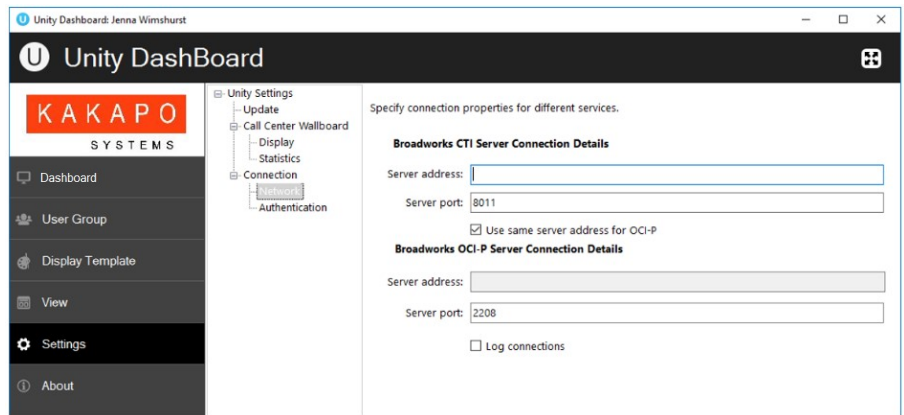 Unity Dashboard: Jenna Wimshurst
U Unity DashBoard
KAKAPO
SYSTEMS
Dashboard
User Group
Display Template
View
Settings
About
Unity Settings
Update
Call Center Wallboard
Display
Statistics
Connection
Network
Authentication
Specify connection properties for different services.
Broadworks CTI Server Connection Details
Server address:
Server port: 8011
Use same server address for OCI-P
Broadworks OCI-P Server Connection Details
Server address:
Server port: 2208
Log connections